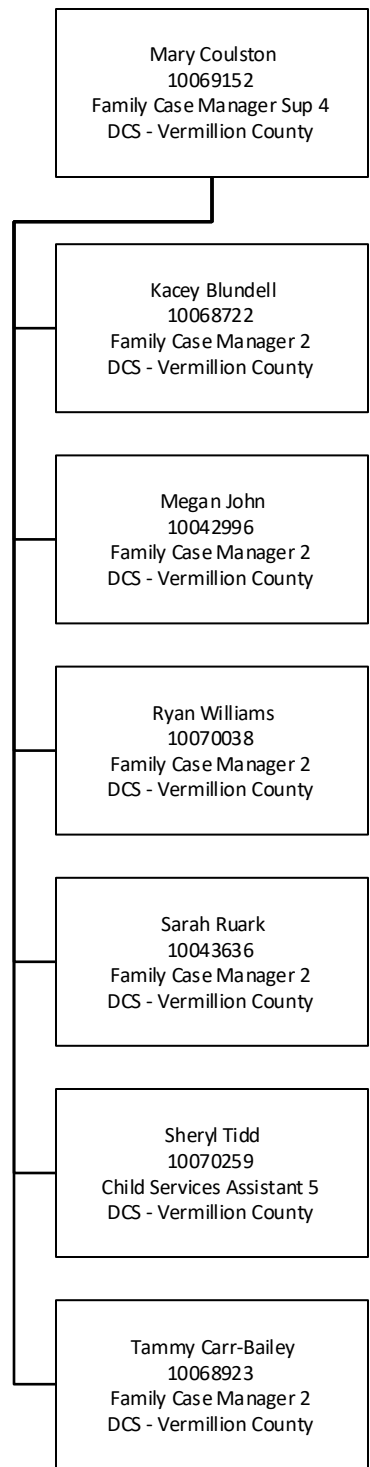 Mary Coulston
10069152
Family Case Manager Sup 4
DCS - Vermillion County
Kacey Blundell
10068722
Family Case Manager 2
DCS - Vermillion County
Megan John
10042996
Family Case Manager 2
DCS - Vermillion County
Ryan Williams
10070038
Family Case Manager 2
DCS - Vermillion County
Sarah Ruark
10043636
Family Case Manager 2
DCS - Vermillion County
Sheryl Tidd
10070259
Child Services Assistant 5
DCS - Vermillion County
Tammy Carr-Bailey
10068923
Family Case Manager 2
DCS - Vermillion County